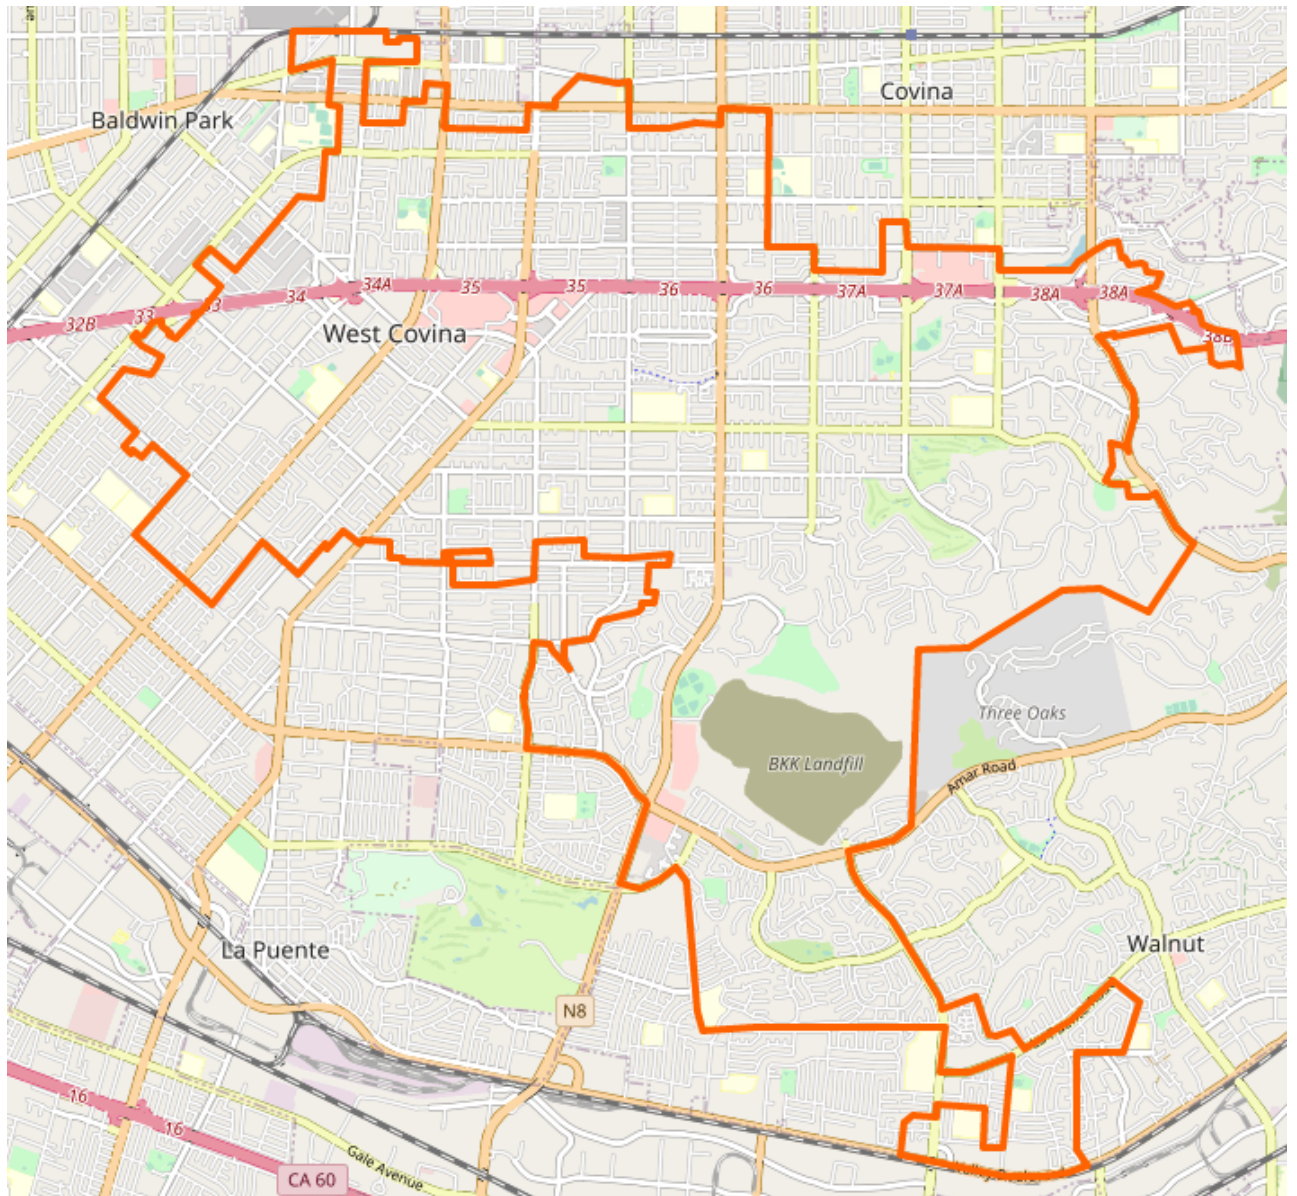 Covina
Baldwin Park
34A
35
35
36
36
37A
37A
38A
38A
34
33
33
32B
38B
West Covina
Three Oaks
BKK Landfill
Amar Road
La Puente
Walnut
N8
16
16
Gale Avenue
CA 60